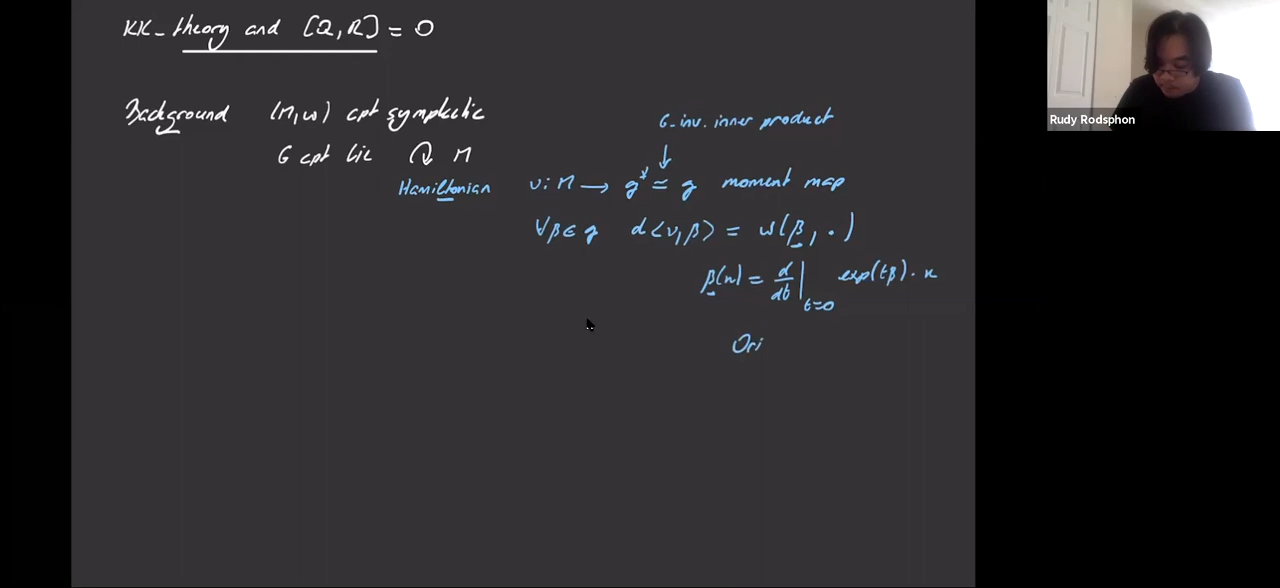 KK-theory and [Q,R] = 0
Background (M,ω) cpt symplectic
G-inv. inner product
G cpt Lie ↻ M
↓
Hamiltonian ν: M → g* ≃ g moment map
∀β∈g d<ν,β> = ω(β, .)
β(x) = d/dt |t=0 exp(tβ).x
Ori
Rudy Rodsphon